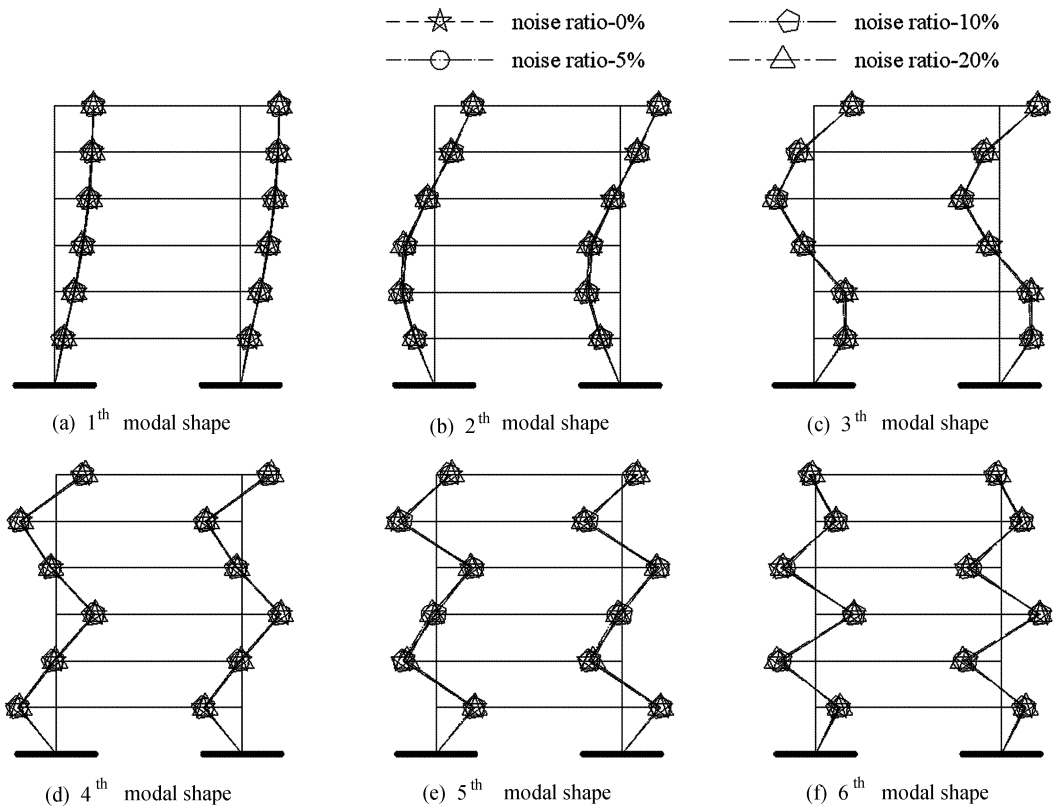 noise ratio-0%
noise ratio-10%
noise ratio-5%
noise ratio-20%
(a) 1th modal shape
(b) 2th modal shape
(c) 3th modal shape
(d) 4th modal shape
(e) 5th modal shape
(f) 6th modal shape